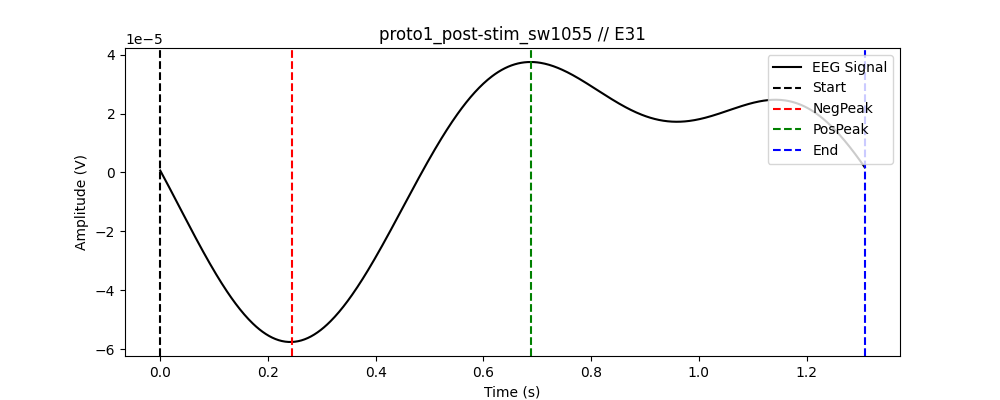 proto1_post-stim_sw1055 // E31
1e−5
4
2
0
−2
−4
−6
Amplitude (V)
EEG Signal
Start
NegPeak
PosPeak
End
0.0 0.2 0.4 0.6 0.8 1.0 1.2
Time (s)